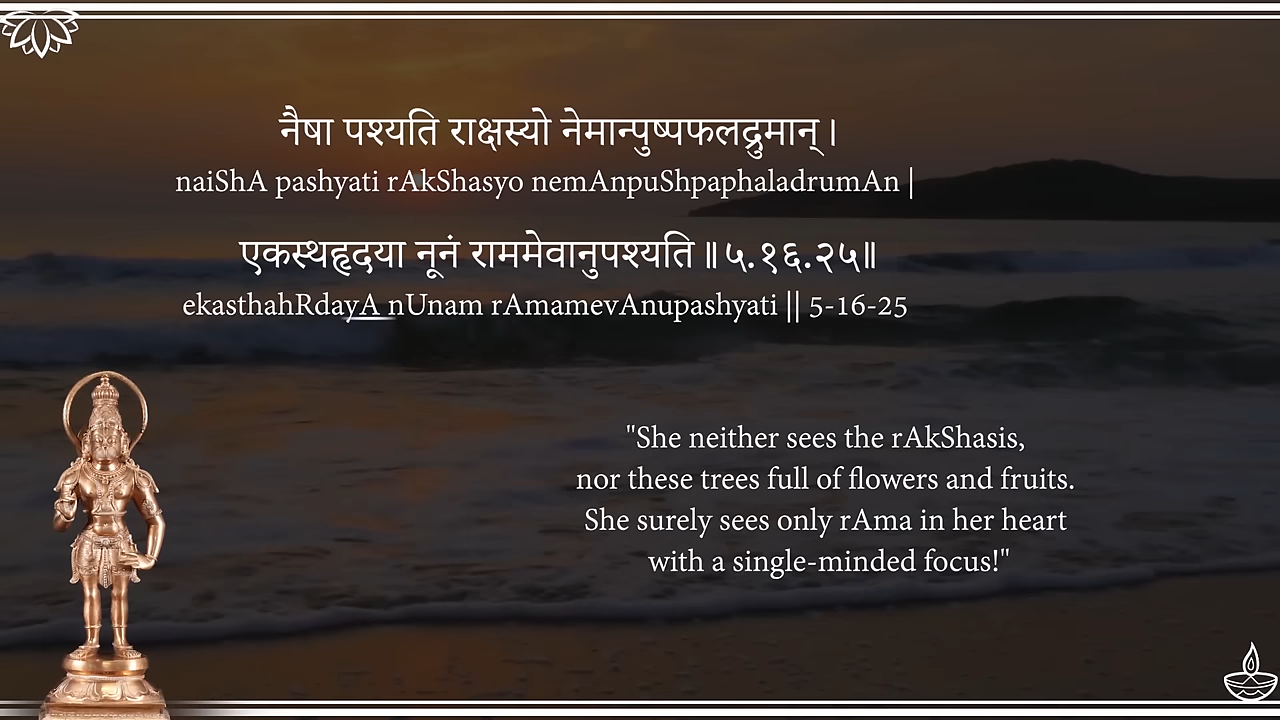 नैषा पश्यति राक्षस्यो नेमान्पुष्पफलद्रुमान् ।
naiShA pashyati rAkShasyo nemAnpuShpaphaladrumAn |
एकस्थहृदया नूनं राममेवानुपश्यति ॥ ५.१६.२५॥
ekasthahRdayA nUnam rAmamevAnupashyati || 5-16-25
"She neither sees the rAkShasis,
nor these trees full of flowers and fruits.
She surely sees only rAma in her heart
with a single-minded focus!"